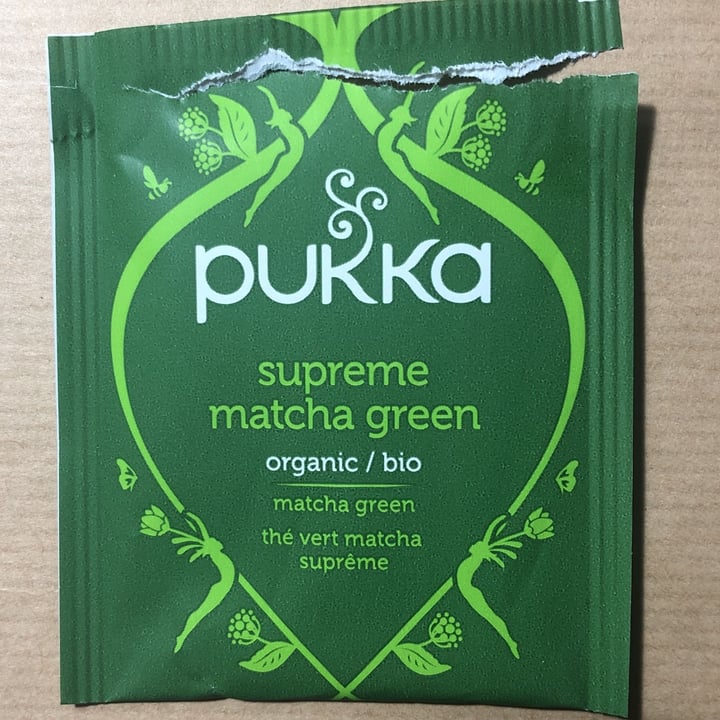 pukka
supreme
matcha green
organic / bio
matcha green
thé vert matcha
suprême